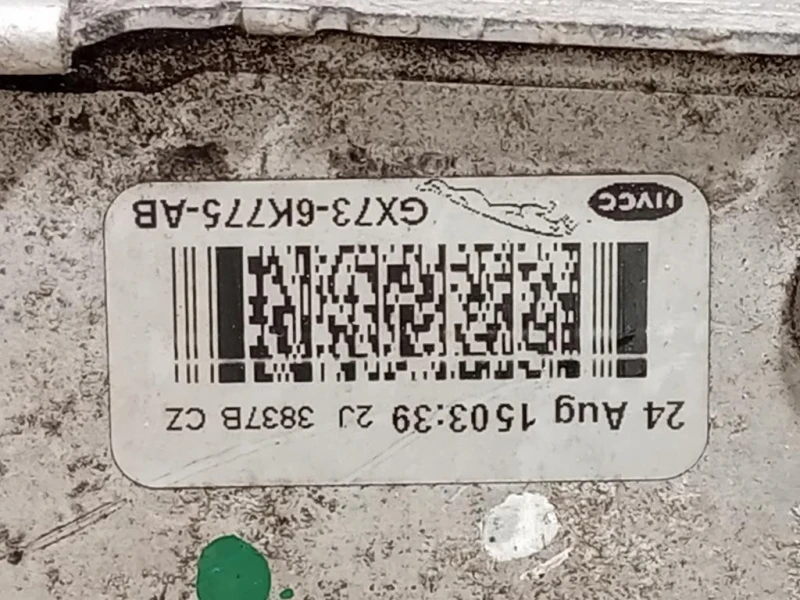 HVCC GX73-6K775-AB
24 Aug 1503:39 2J 3837B CZ